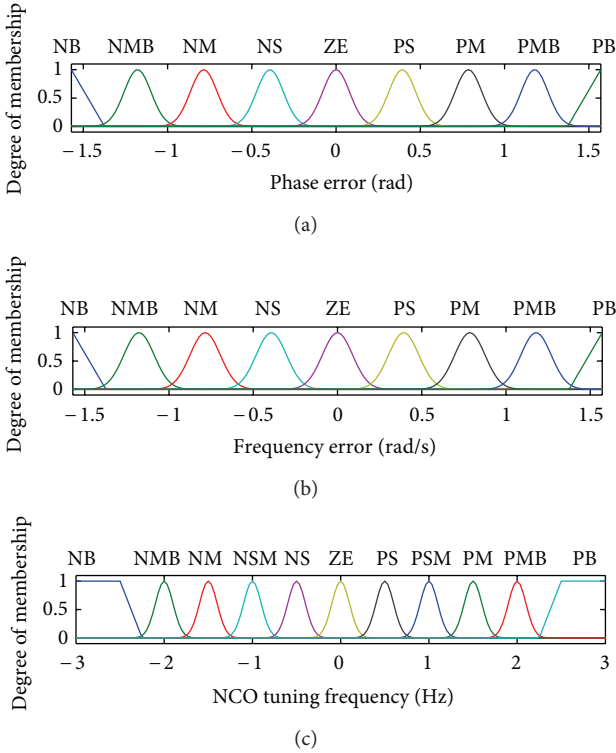 NB NMB NM NS ZE PS PM PMB PB
Degree of membership
1
0.5
0
−1.5 −1 −0.5 0 0.5 1 1.5
Phase error (rad)
(a)
NB NMB NM NS ZE PS PM PMB PB
Degree of membership
1
0.5
0
−1.5 −1 −0.5 0 0.5 1 1.5
Frequency error (rad/s)
(b)
NB NMB NM NSM NS ZE PS PSM PM PMB PB
Degree of membership
1
0.5
0
−3 −2 −1 0 1 2 3
NCO tuning frequency (Hz)
(c)